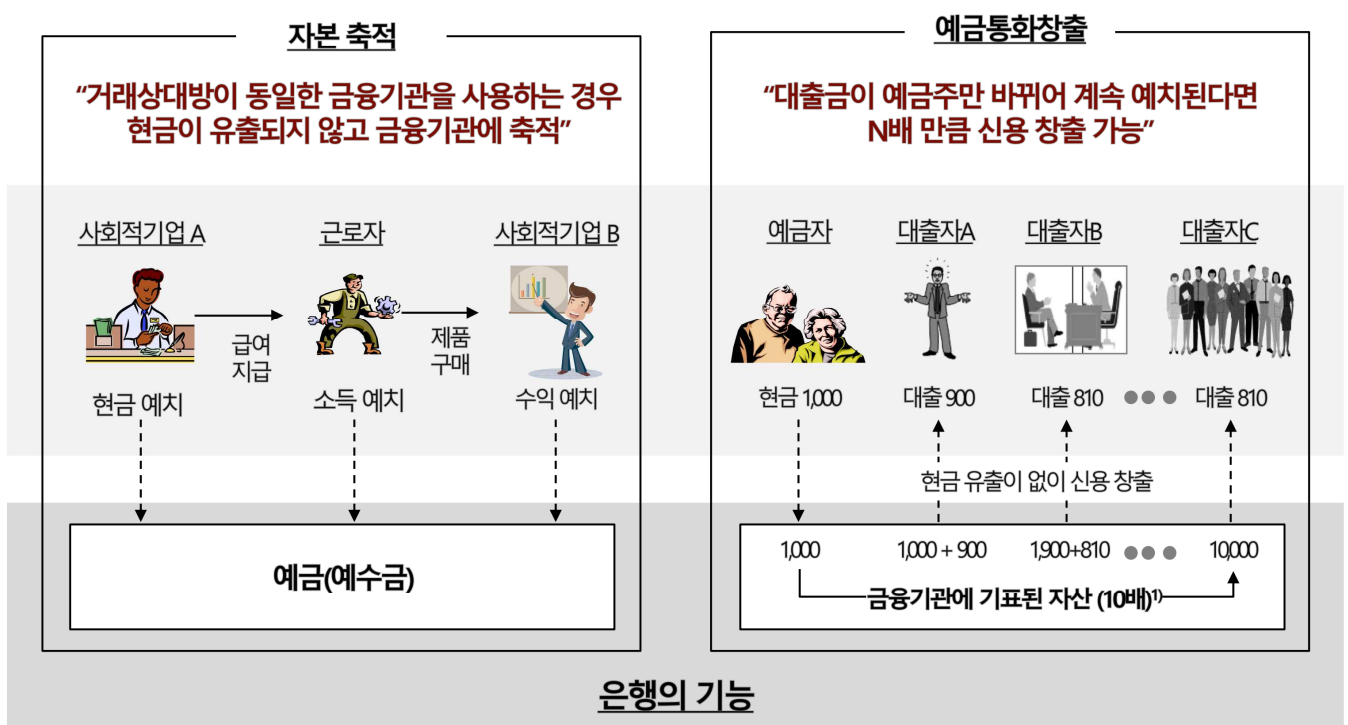 자본 축적
“거래상대방이 동일한 금융기관을 사용하는 경우
현금이 유출되지 않고 금융기관에 축적”
사회적기업 A
근로자
사회적기업 B
급여
지급
제품
구매
현금 예치
소득 예치
수익 예치
예금(예수금)
예금통화창출
“대출금이 예금주만 바뀌어 계속 예치된다면
N배 만큼 신용 창출 가능”
예금자
대출자A
대출자B
대출자C
현금 1,000
대출 900
대출 810
대출 810
현금 유출이 없이 신용 창출
1,000
1,000 + 900
1,900+810
10,000
금융기관에 기표된 자산 (10배)¹⁾
은행의 기능